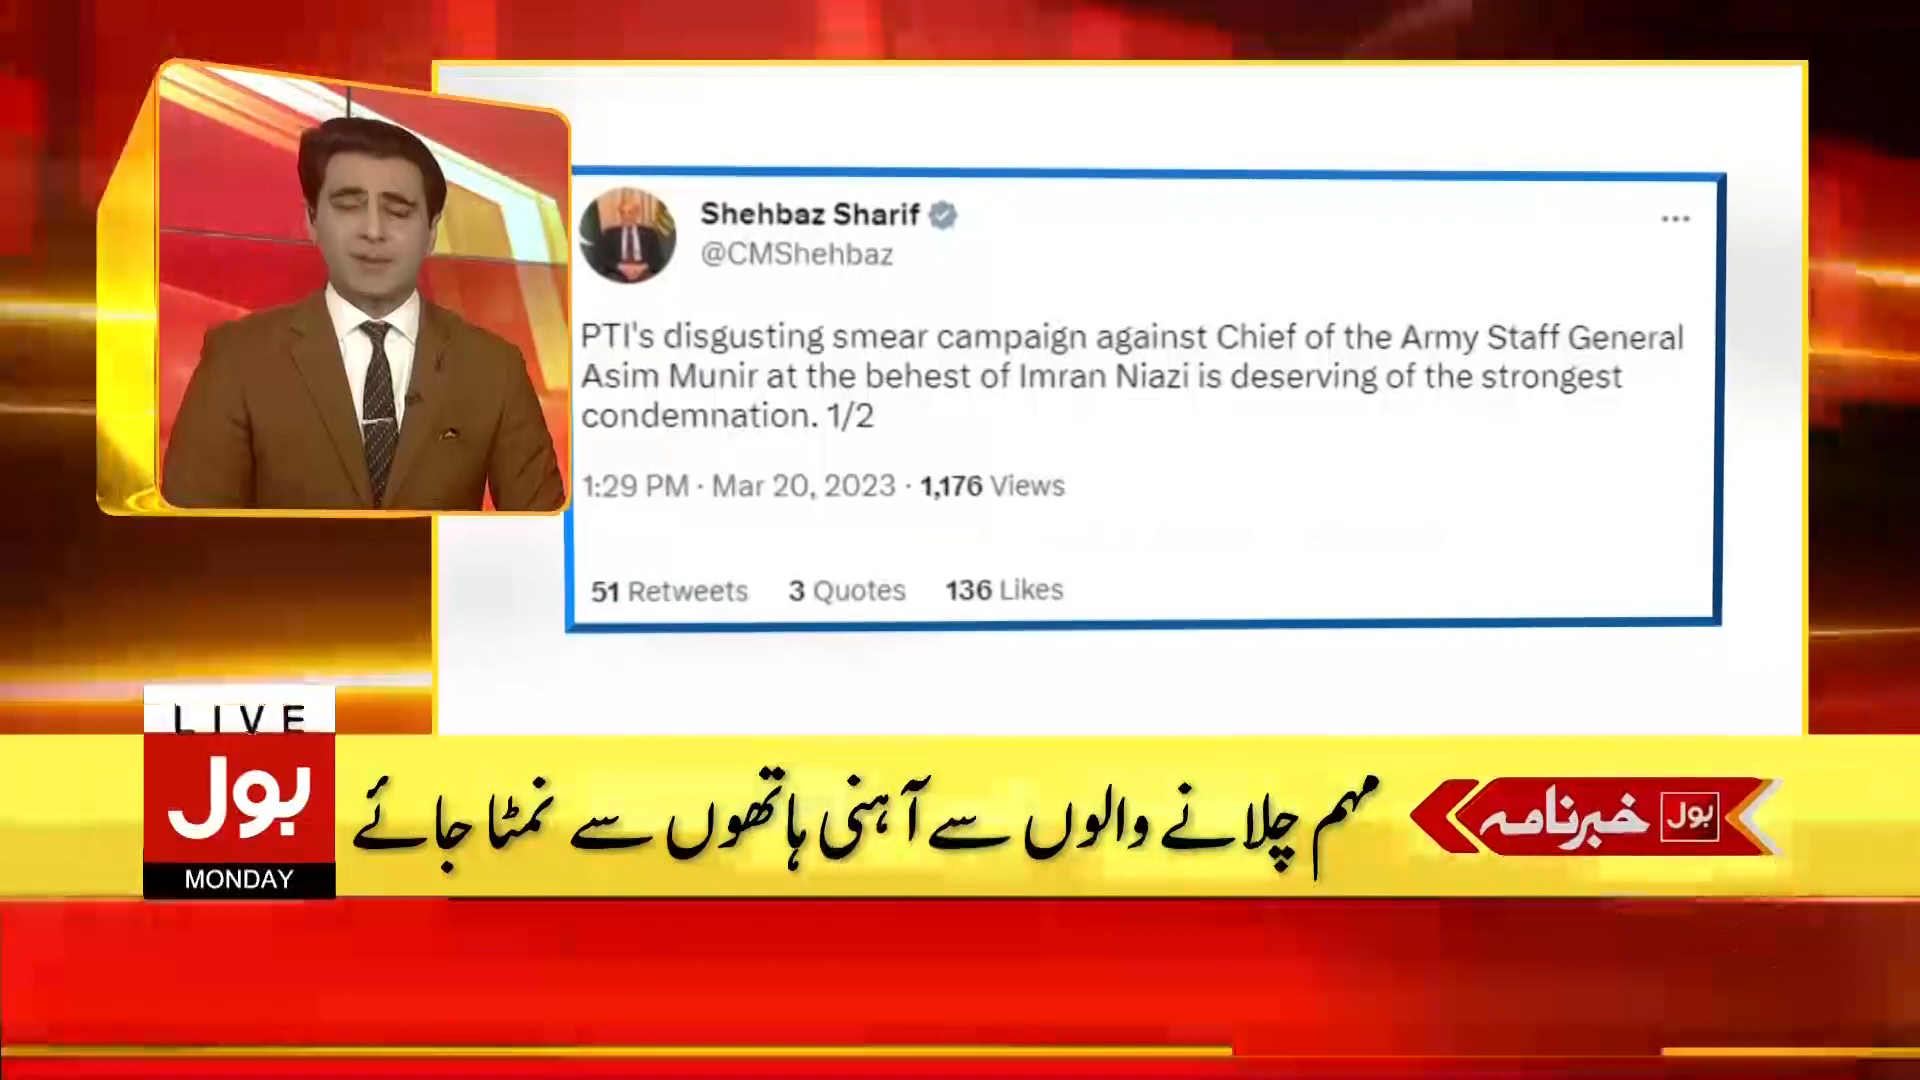 Shehbaz Sharif
@CMShehbaz
PTI's disgusting smear campaign against Chief of the Army Staff General
Asim Munir at the behest of Imran Niazi is deserving of the strongest
condemnation. 1/2
1:29 PM · Mar 20, 2023 · 1,176 Views
51 Retweets 3 Quotes 136 Likes
LIVE
بول
MONDAY
بول خبرنامہ
مہم چلانے والوں سے آہنی ہاتھوں سے نمٹا جائے